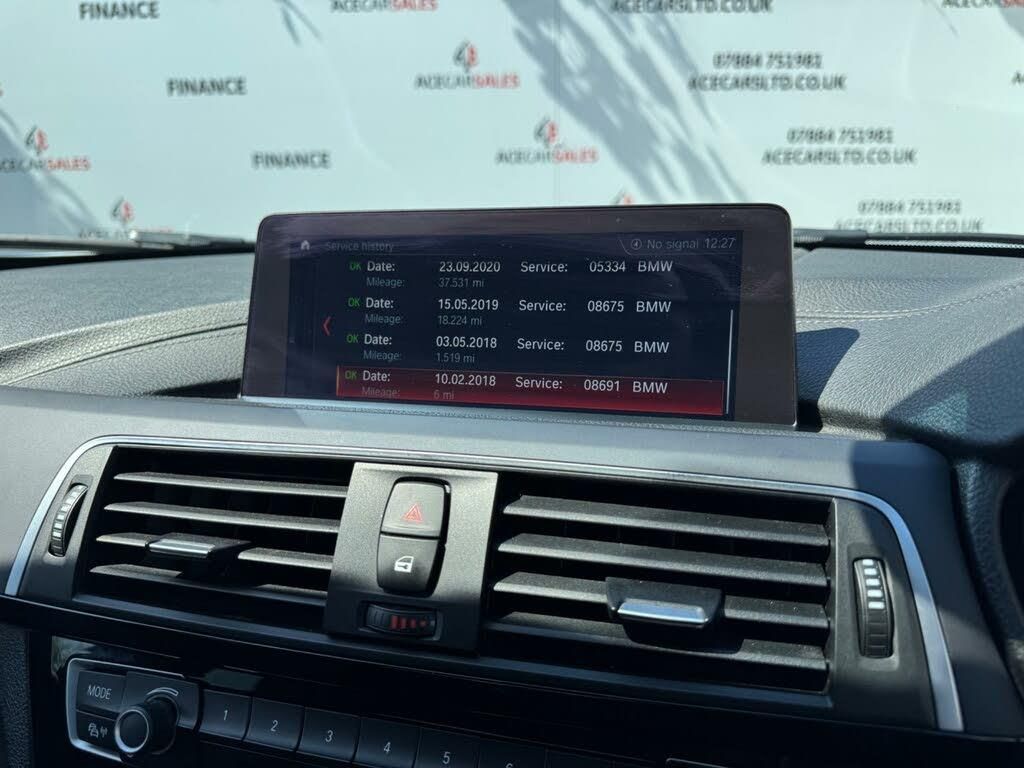 FINANCE
ACECARSALES
ACECARSLTD.CO.UK
07884 751981
FINANCE
ACECARSALES
ACECARSLTD.CO.UK
07884 751981
ACECARSALES
FINANCE
ACECARSALES
ACECARSLTD.CO.UK
07884 751981
ACECARSLTD.CO.UK
Service history
No signal 12:27
OK Date: 23.09.2020 Service: 05334 BMW
Mileage: 37.531 mi
OK Date: 15.05.2019 Service: 08675 BMW
Mileage: 18.224 mi
OK Date: 03.05.2018 Service: 08675 BMW
Mileage: 1.519 mi
OK Date: 10.02.2018 Service: 08691 BMW
Mileage: 6 mi
MODE
1 2 3 4 5